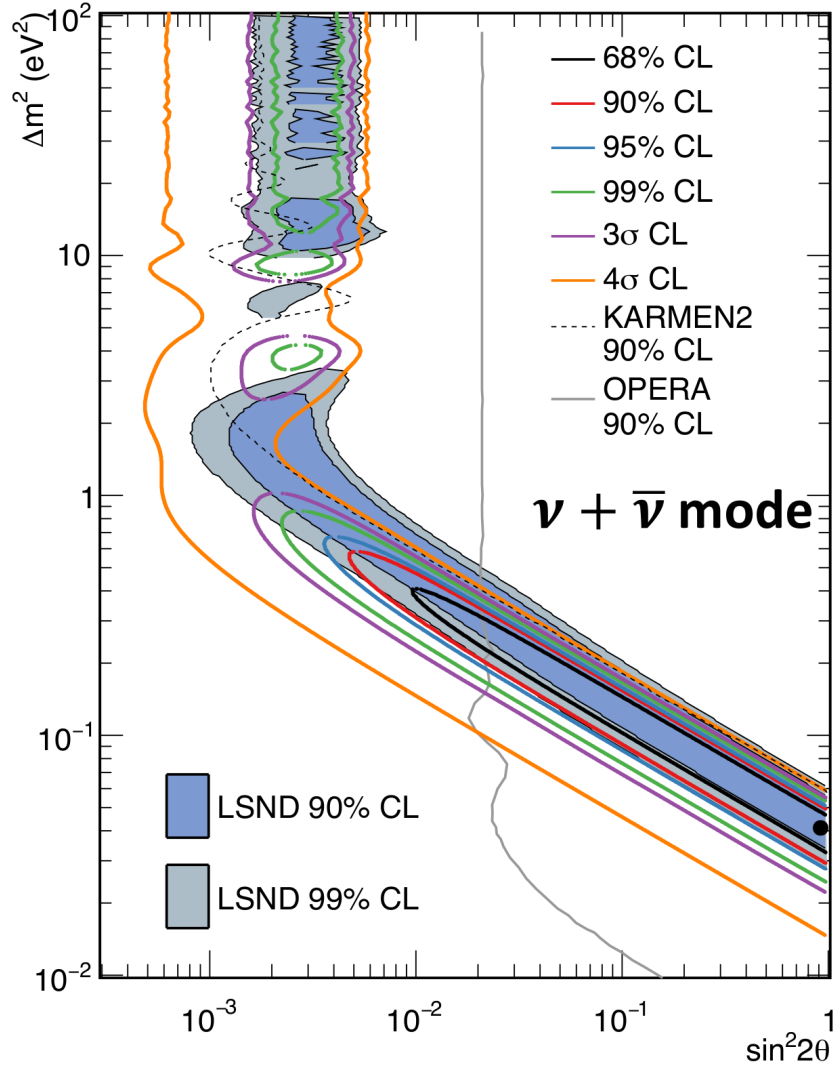 10²
Δm² (eV²)
68% CL
90% CL
95% CL
99% CL
3σ CL
4σ CL
KARMEN2
90% CL
OPERA
90% CL
10
1
ν + ν̅ mode
10⁻¹
LSND 90% CL
LSND 99% CL
10⁻²
10⁻³ 10⁻² 10⁻¹ 1
sin²2θ